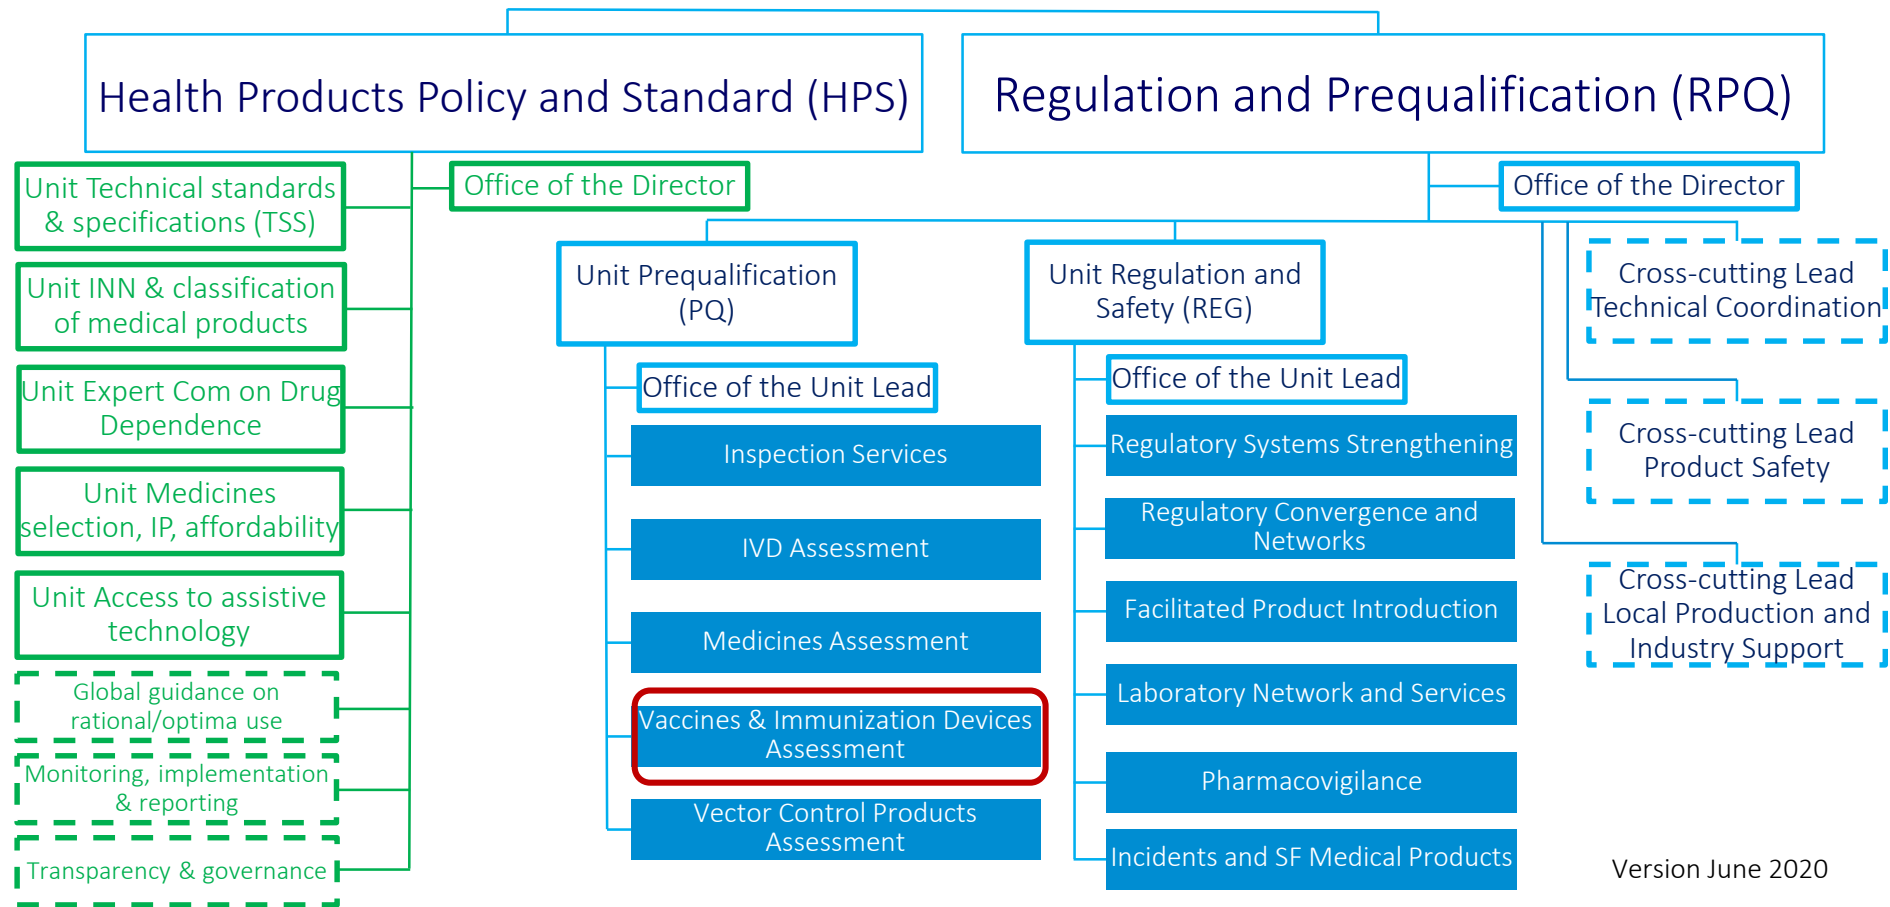 Health Products Policy and Standard (HPS)
Regulation and Prequalification (RPQ)
Unit Technical standards
& specifications (TSS)
Office of the Director
Unit INN & classification
of medical products
Unit Expert Com on Drug
Dependence
Unit Medicines
selection, IP, affordability
Unit Access to assistive
technology
Global guidance on
rational/optima use
Monitoring, implementation
& reporting
Transparency & governance
Office of the Director
Unit Prequalification
(PQ)
Office of the Unit Lead
Inspection Services
IVD Assessment
Medicines Assessment
Vaccines & Immunization Devices
Assessment
Vector Control Products
Assessment
Unit Regulation and
Safety (REG)
Office of the Unit Lead
Regulatory Systems Strengthening
Regulatory Convergence and
Networks
Facilitated Product Introduction
Laboratory Network and Services
Pharmacovigilance
Incidents and SF Medical Products
Cross-cutting Lead
Technical Coordination
Cross-cutting Lead
Product Safety
Cross-cutting Lead
Local Production and
Industry Support
Version June 2020